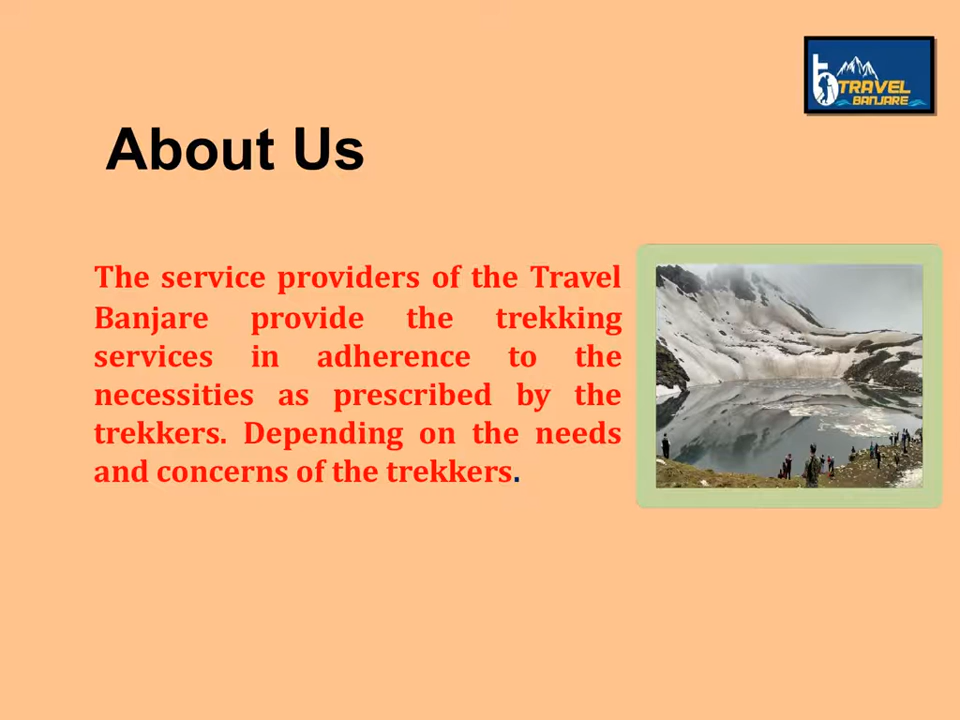 TRAVEL
BANJARE
About Us
The service providers of the Travel
Banjare provide the trekking
services in adherence to the
necessities as prescribed by the
trekkers. Depending on the needs
and concerns of the trekkers.